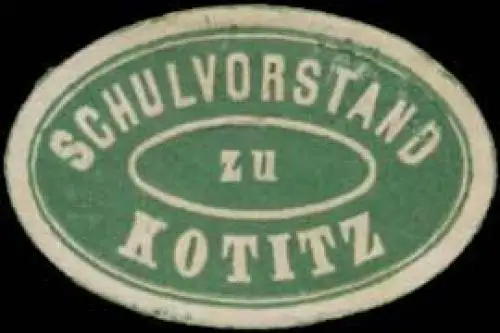 SCHULVORSTAND
zu
KOTITZ